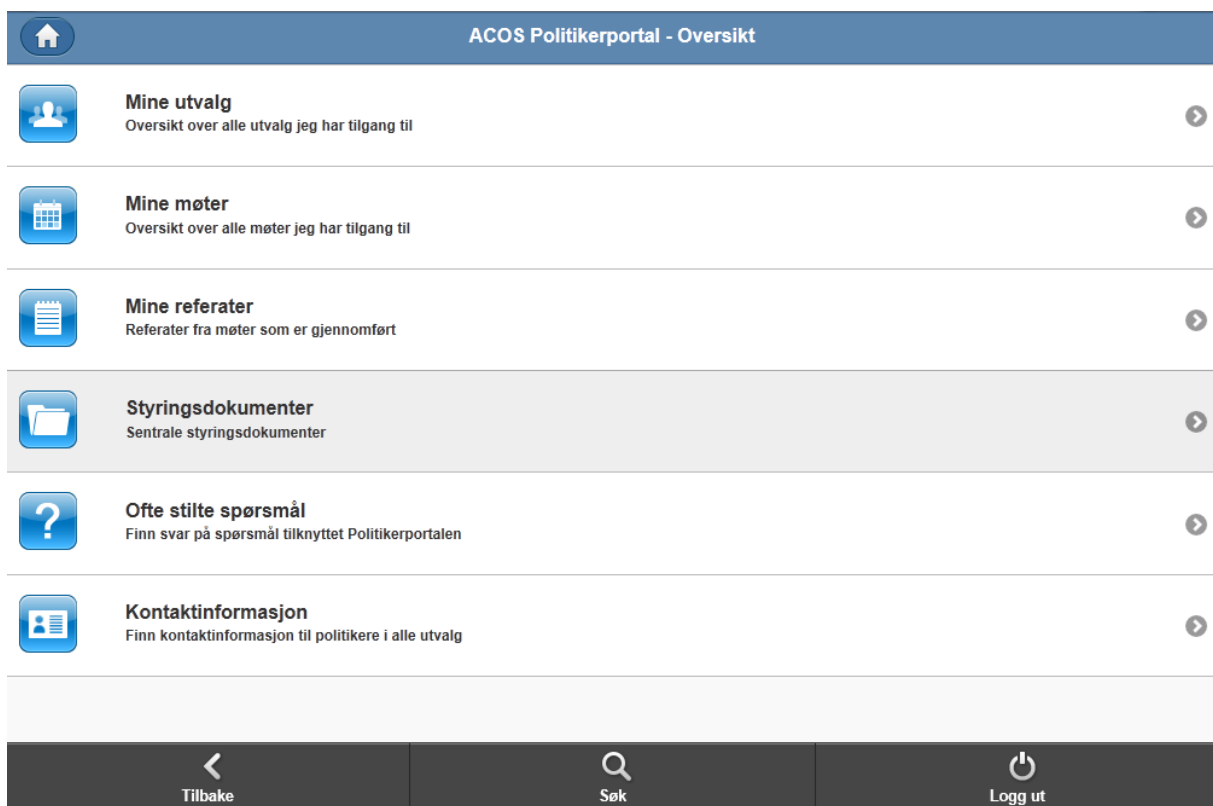 ACOS Politikerportal - Oversikt
Mine utvalg
Oversikt over alle utvalg jeg har tilgang til
Mine møter
Oversikt over alle møter jeg har tilgang til
Mine referater
Referater fra møter som er gjennomført
Styringsdokumenter
Sentrale styringsdokumenter
Ofte stilte spørsmål
Finn svar på spørsmål tilknyttet Politikerportalen
Kontaktinformasjon
Finn kontaktinformasjon til politikere i alle utvalg
Tilbake
Søk
Logg ut